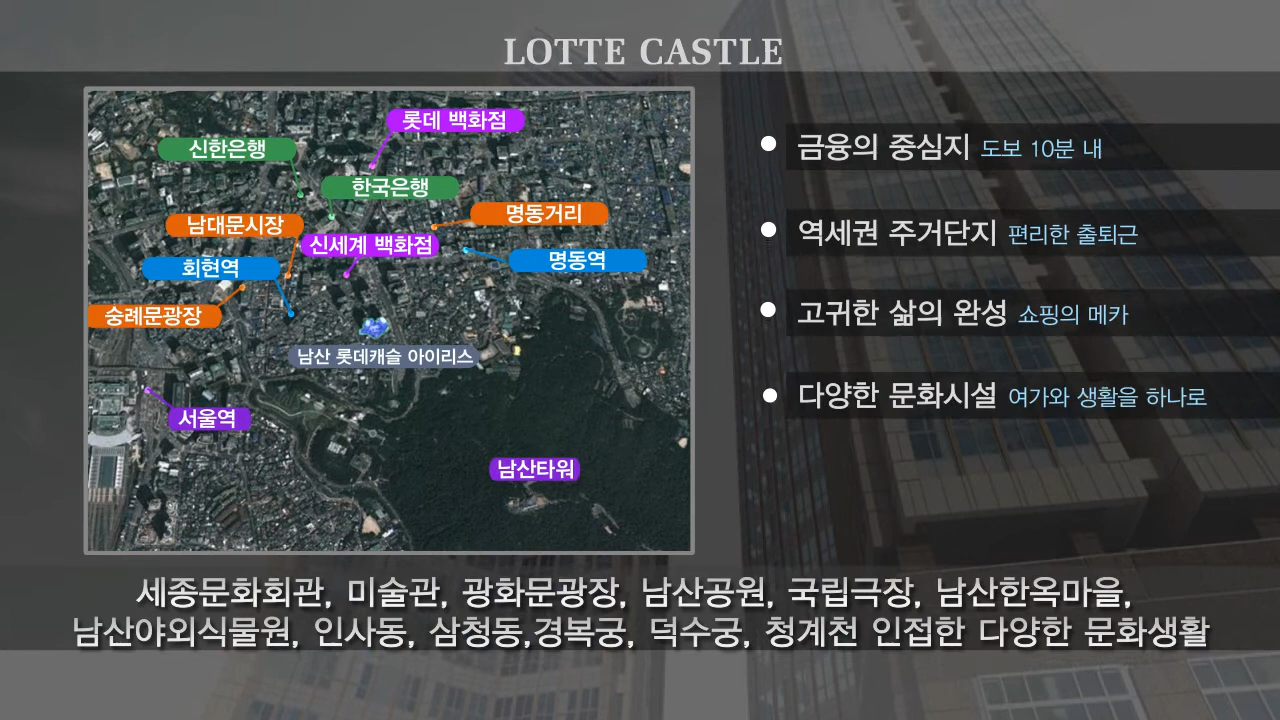 LOTTE CASTLE
롯데 백화점
신한은행
한국은행
명동거리
남대문시장
신세계 백화점
명동역
회현역
숭례문광장
남산 롯데캐슬 아이리스
서울역
남산타워
금융의 중심지 도보 10분 내
역세권 주거단지 편리한 출퇴근
고귀한 삶의 완성 쇼핑의 메카
다양한 문화시설 여가와 생활을 하나로
세종문화회관, 미술관, 광화문광장, 남산공원, 국립극장, 남산한옥마을,
남산야외식물원, 인사동, 삼청동,경복궁, 덕수궁, 청계천 인접한 다양한 문화생활